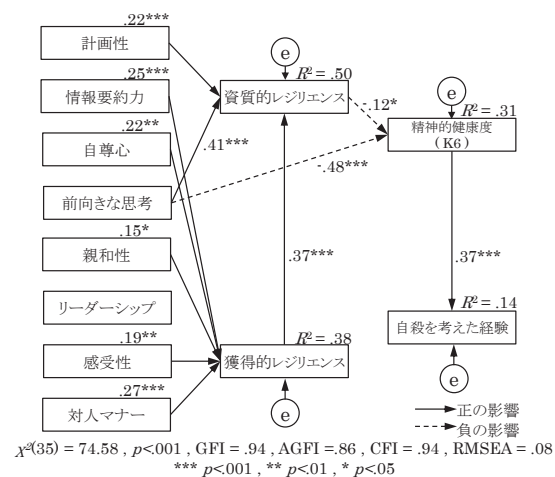 .22***
計画性
e
R² = .50
.25***
情報要約力
資質的レジリエンス
-.12*
e
R² = .31
.22**
自尊心
.41***
精神的健康度
(K6)
-.48***
前向きな思考
.15*
親和性
.37***
.37***
リーダーシップ
R² = .14
自殺を考えた経験
.19**
R² = .38
感受性
獲得的レジリエンス
.27***
対人マナー
e
e
正の影響
負の影響
χ²(35) = 74.58 , p<.001 , GFI = .94 , AGFI =.86 , CFI = .94 , RMSEA = .08
*** p<.001 , ** p<.01 , * p<.05